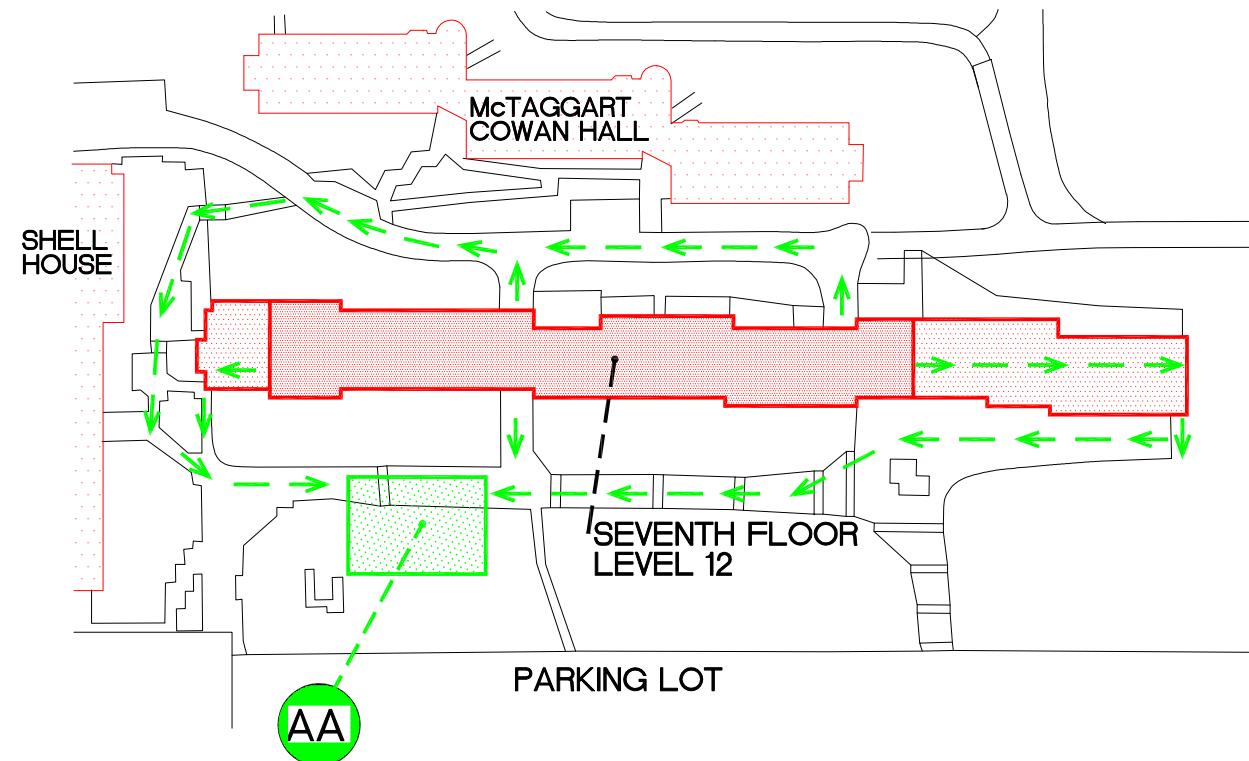 McTAGGART
COWAN HALL
SHELL
HOUSE
SEVENTH FLOOR
LEVEL 12
PARKING LOT
AA